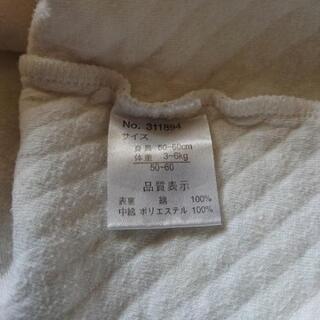 No. 311894
サイズ
身長 50-60cm
体重 3-6kg
50-60
品質表示
表裏 綿 100%
中綿 ポリエステル 100%